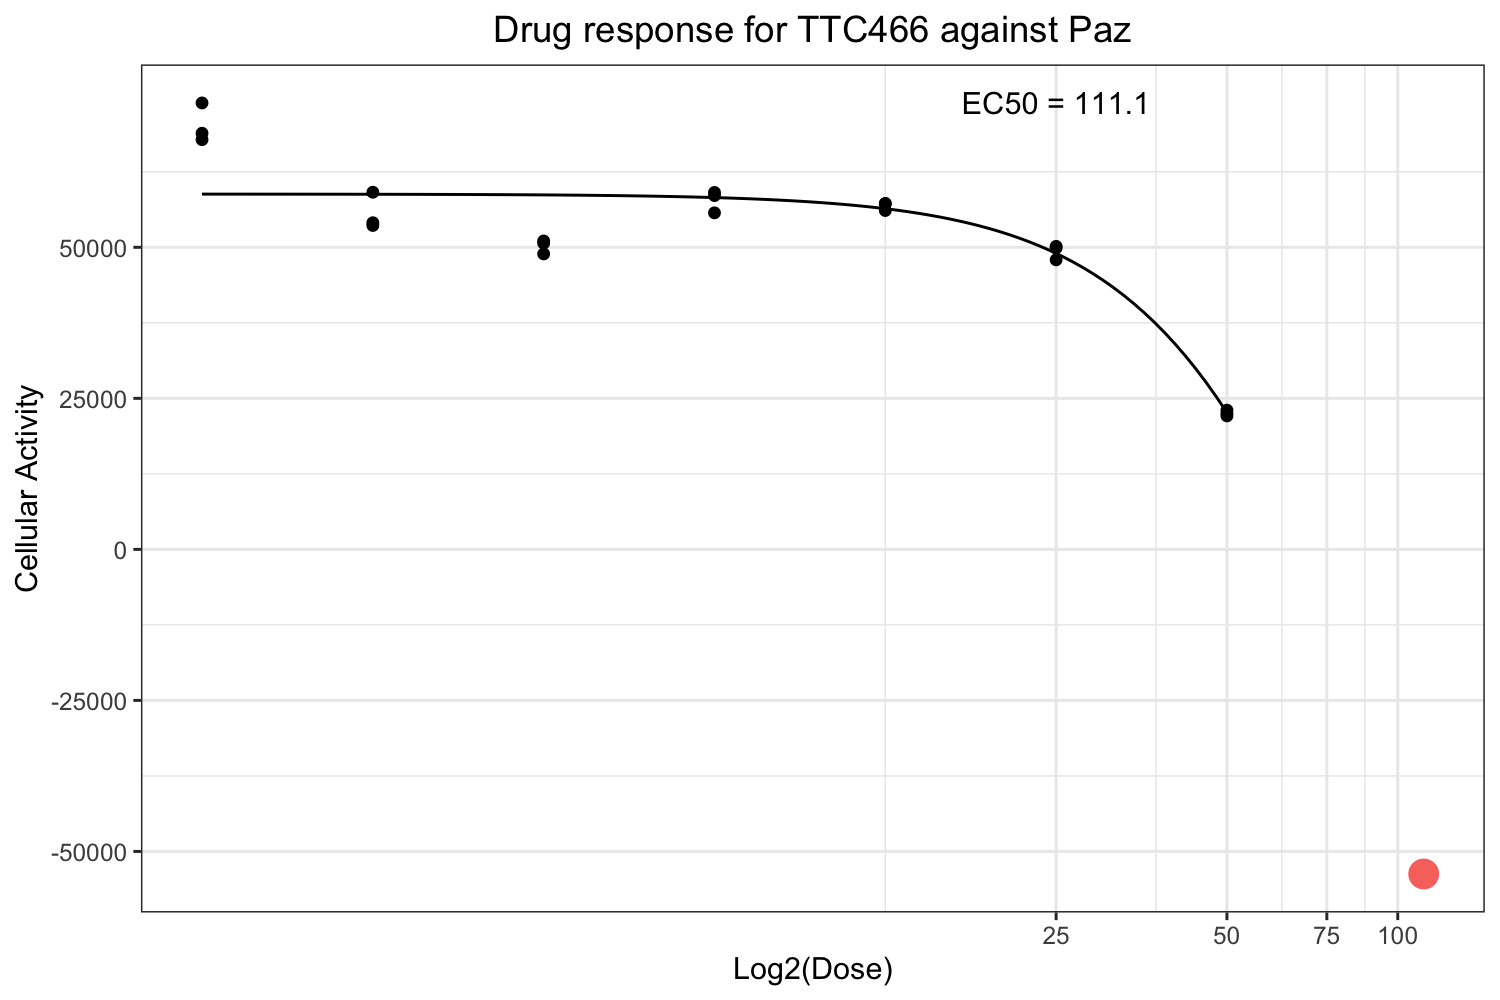 Drug response for TTC466 against Paz
EC50 = 111.1
Cellular Activity
50000
25000
0
-25000
-50000
25
50
75
100
Log2(Dose)